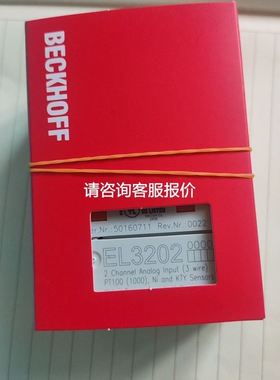 BECKHOFF
请咨询客服报价
er Nr.: 50160711 Rev.Nr.: 0022
EL3202
2 Channel Analog Input (3 wire)
PT100 (1000), Ni and KTY Sensors